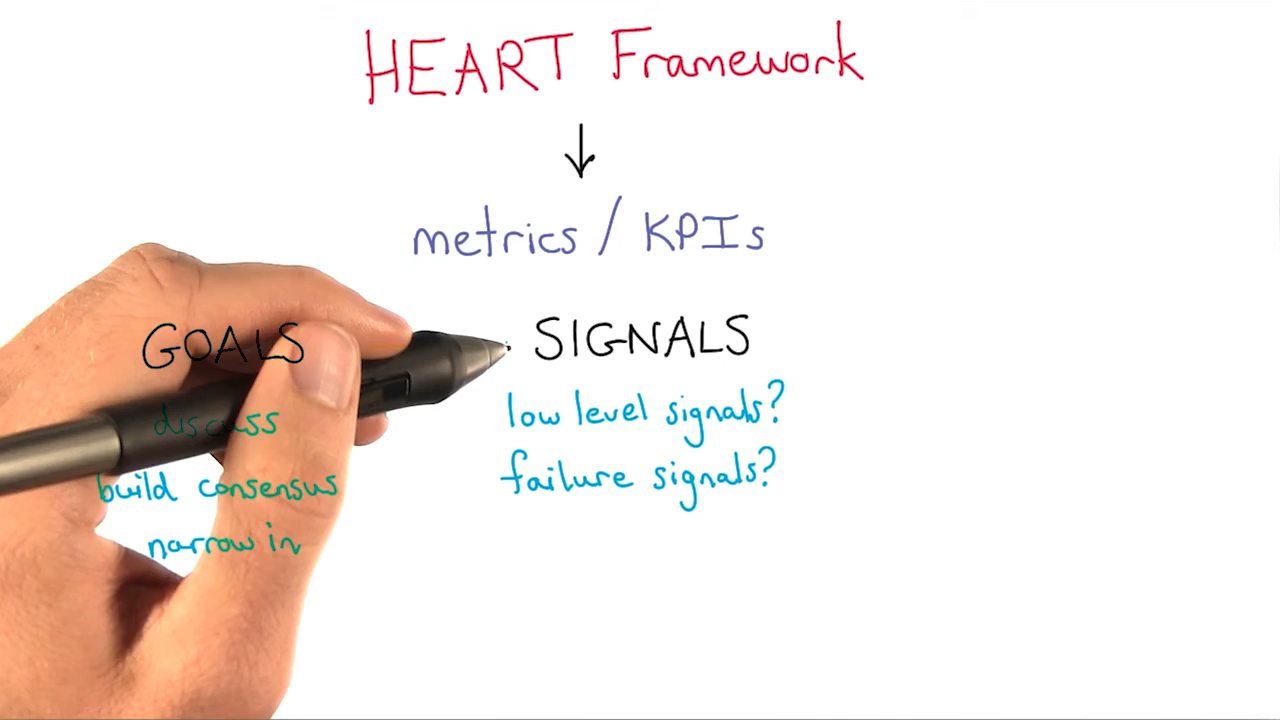 HEART Framework
metrics / KPIs
GOALS
discuss
build consensus
narrow in
SIGNALS
low level signals?
failure signals?